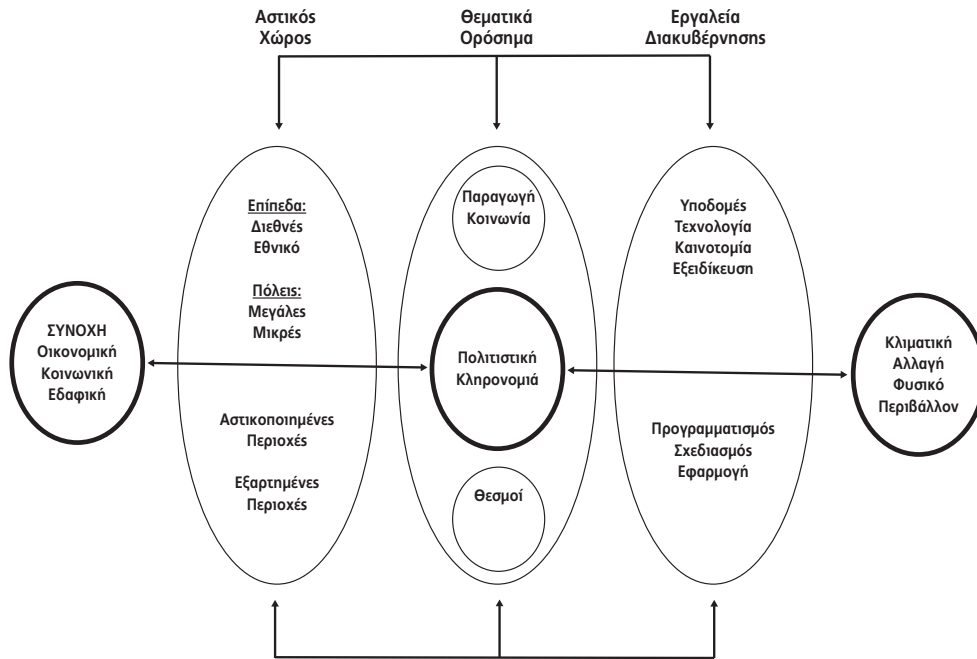 Αστικός
Χώρος
Θεματικά
Ορόσημα
Εργαλεία
Διακυβέρνησης
ΣΥΝΟΧΗ
Οικονομική
Κοινωνική
Εδαφική
Επίπεδα:
Διεθνές
Εθνικό
Πόλεις:
Μεγάλες
Μικρές
Αστικοποιημένες
Περιοχές
Εξαρτημένες
Περιοχές
Παραγωγή
Κοινωνία
Πολιτιστική
Κληρονομιά
Θεσμοί
Υποδομές
Τεχνολογία
Καινοτομία
Εξειδίκευση
Προγραμματισμός
Σχεδιασμός
Εφαρμογή
Κλιματική
Αλλαγή
Φυσικό
Περιβάλλον